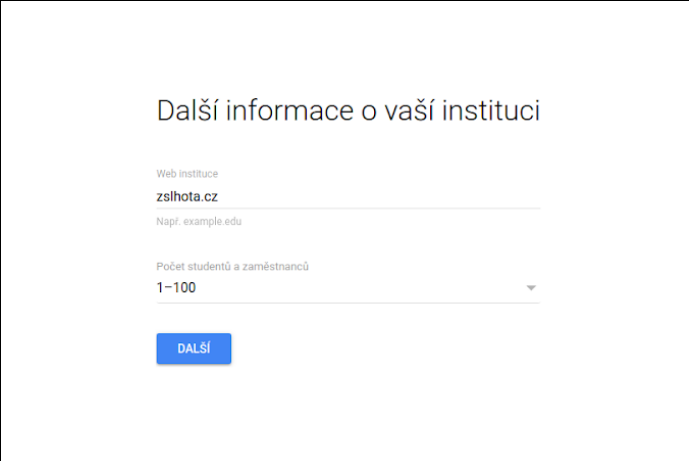 Další informace o vaší instituci
Web instituce
zslhota.cz
Např. example.edu
Počet studentů a zaměstnanců
1–100
DALŠÍ